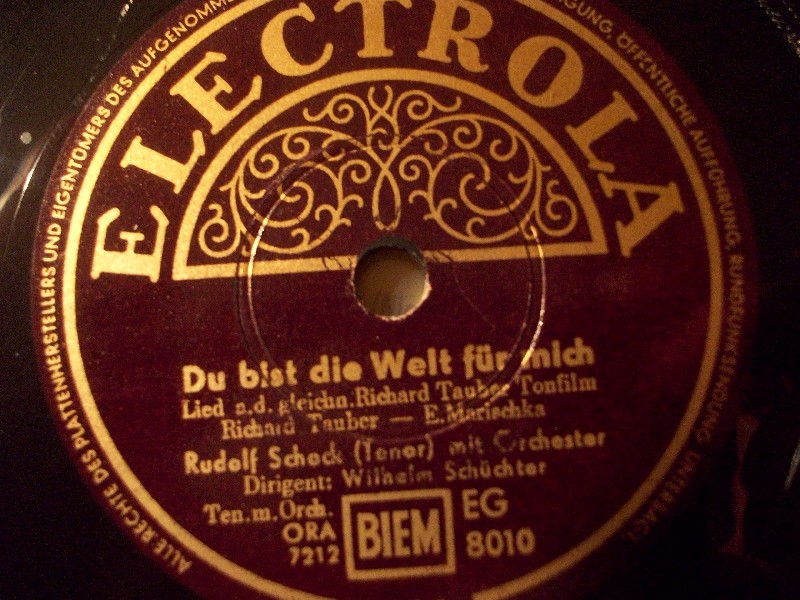 ALLE RECHTE DES PLATTENHERSTELLERS UND EIGENTÜMERS DES AUFGENOMME
GUNG, ÖFFENTLICHE AUFFÜHRUNG, RUNDFUNKSENDUNG UNTERSAGT.
ELECTROLA
Du bist die Welt für mich
Lied a.d. gleichn. Richard Tauber Tonfilm
Richard Tauber — E. Marischka
Rudolf Schock (Tenor) mit Orchester
Dirigent: Wilhelm Schüchter
Ten. m. Orch.
ORA
7212
BIEM
EG
8010